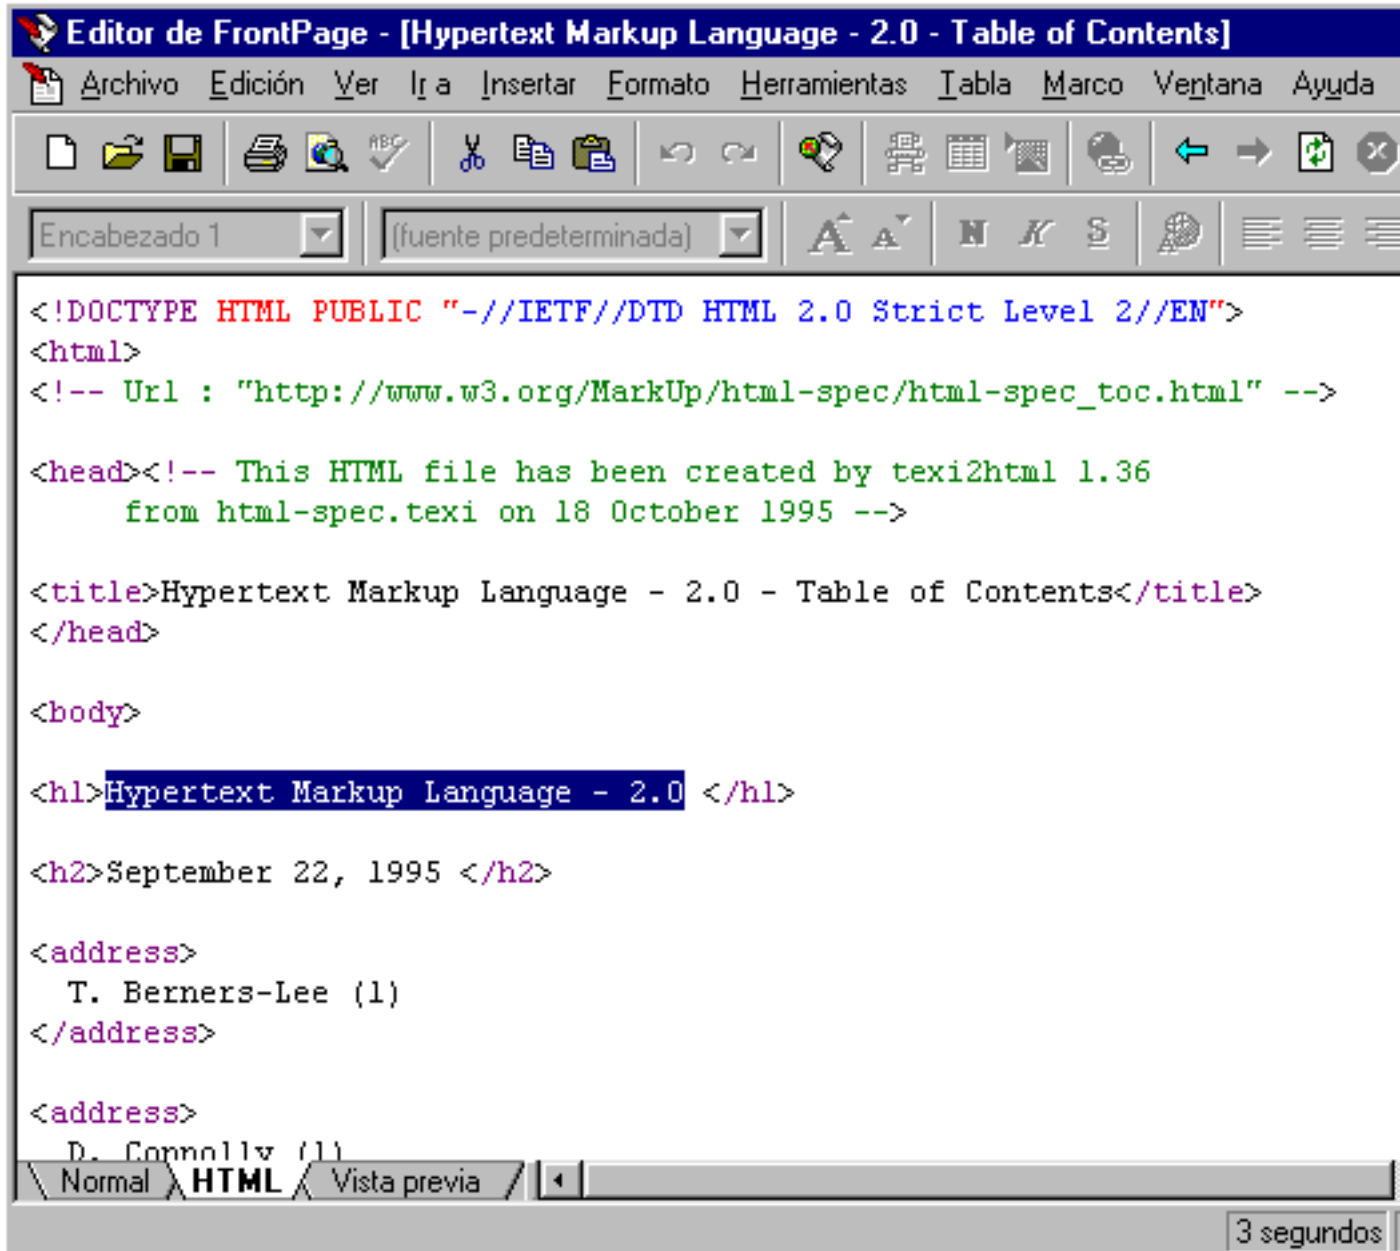 Editor de FrontPage - [Hypertext Markup Language - 2.0 - Table of Contents]
Archivo Edición Ver Ir a Insertar Formato Herramientas Tabla Marco Ventana Ayuda
ABC
Encabezado 1 (fuente predeterminada) A A N K S
<!DOCTYPE HTML PUBLIC "-//IETF//DTD HTML 2.0 Strict Level 2//EN">
<html>
<!-- Url : "http://www.w3.org/MarkUp/html-spec/html-spec_toc.html" -->
<head><!-- This HTML file has been created by texi2html 1.36
from html-spec.texi on 18 October 1995 -->
<title>Hypertext Markup Language - 2.0 - Table of Contents</title>
</head>
<body>
<h1>Hypertext Markup Language - 2.0 </h1>
<h2>September 22, 1995 </h2>
<address>
T. Berners-Lee (1)
</address>
<address>
D. Connolly (1)
Normal HTML Vista previa
3 segundos